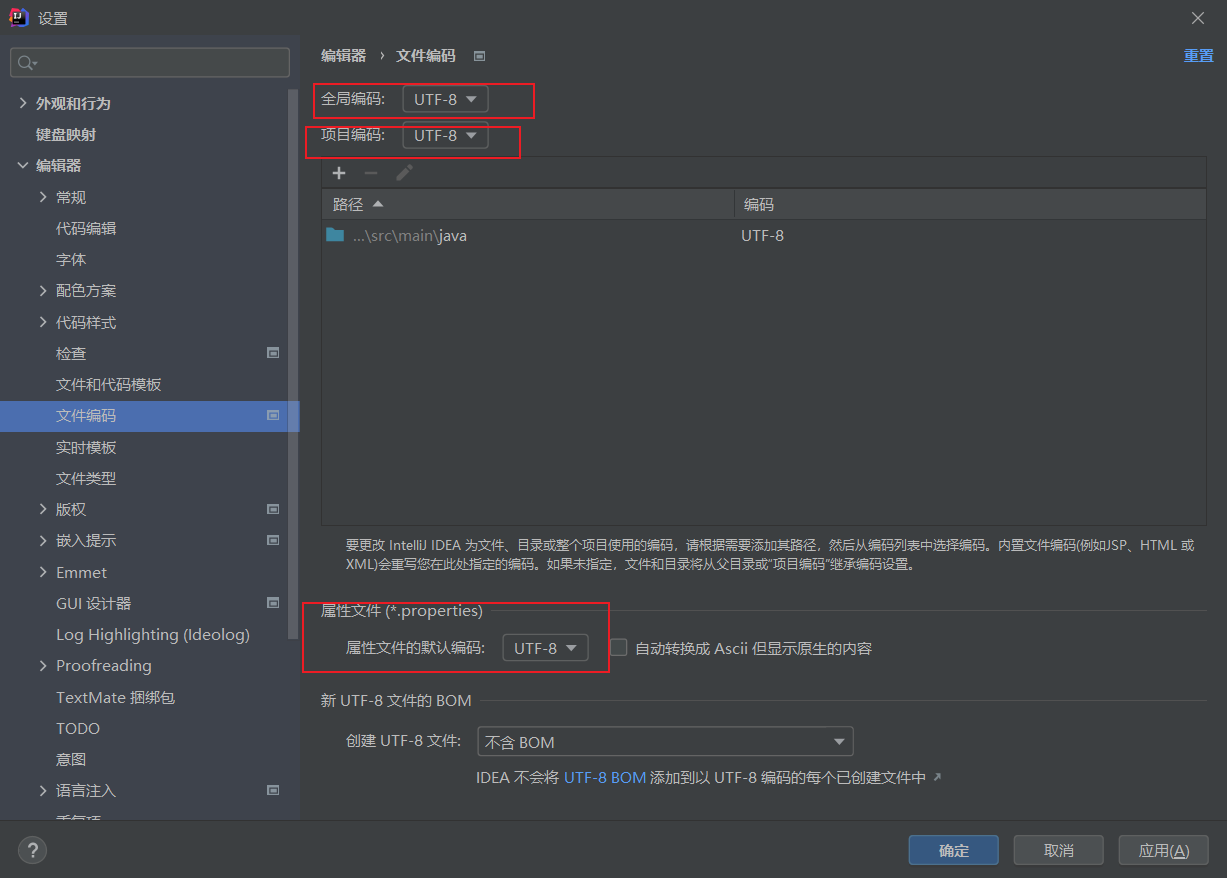 设置
编辑器 › 文件编码
重置
外观和行为
键盘映射
编辑器
常规
代码编辑
字体
配色方案
代码样式
检查
文件和代码模板
文件编码
实时模板
文件类型
版权
嵌入提示
Emmet
GUI 设计器
Log Highlighting (Ideolog)
Proofreading
TextMate 捆绑包
TODO
意图
语言注入
重复项
全局编码: UTF-8
项目编码: UTF-8
路径 编码
...\src\main\java UTF-8
要更改 IntelliJ IDEA 为文件、目录或整个项目使用的编码，请根据需要添加其路径，然后从编码列表中选择编码。内置文件编码(例如JSP、HTML 或
XML)会重写您在此处指定的编码。如果未指定，文件和目录将从父目录或“项目编码”继承编码设置。
属性文件 (*.properties)
属性文件的默认编码: UTF-8 自动转换成 Ascii 但显示原生的内容
新 UTF-8 文件的 BOM
创建 UTF-8 文件: 不含 BOM
IDEA 不会将 UTF-8 BOM 添加到以 UTF-8 编码的每个已创建文件中 ↗
? 确定 取消 应用(A)